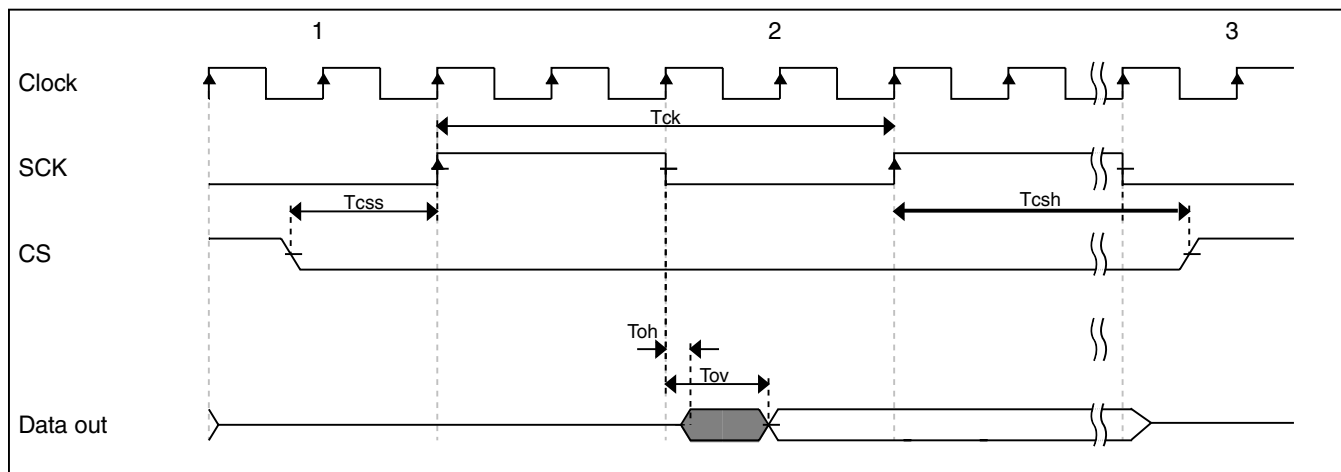 1 2 3
Clock
Tck
SCK
Tcss Tcsh
CS
Toh
Tov
Data out